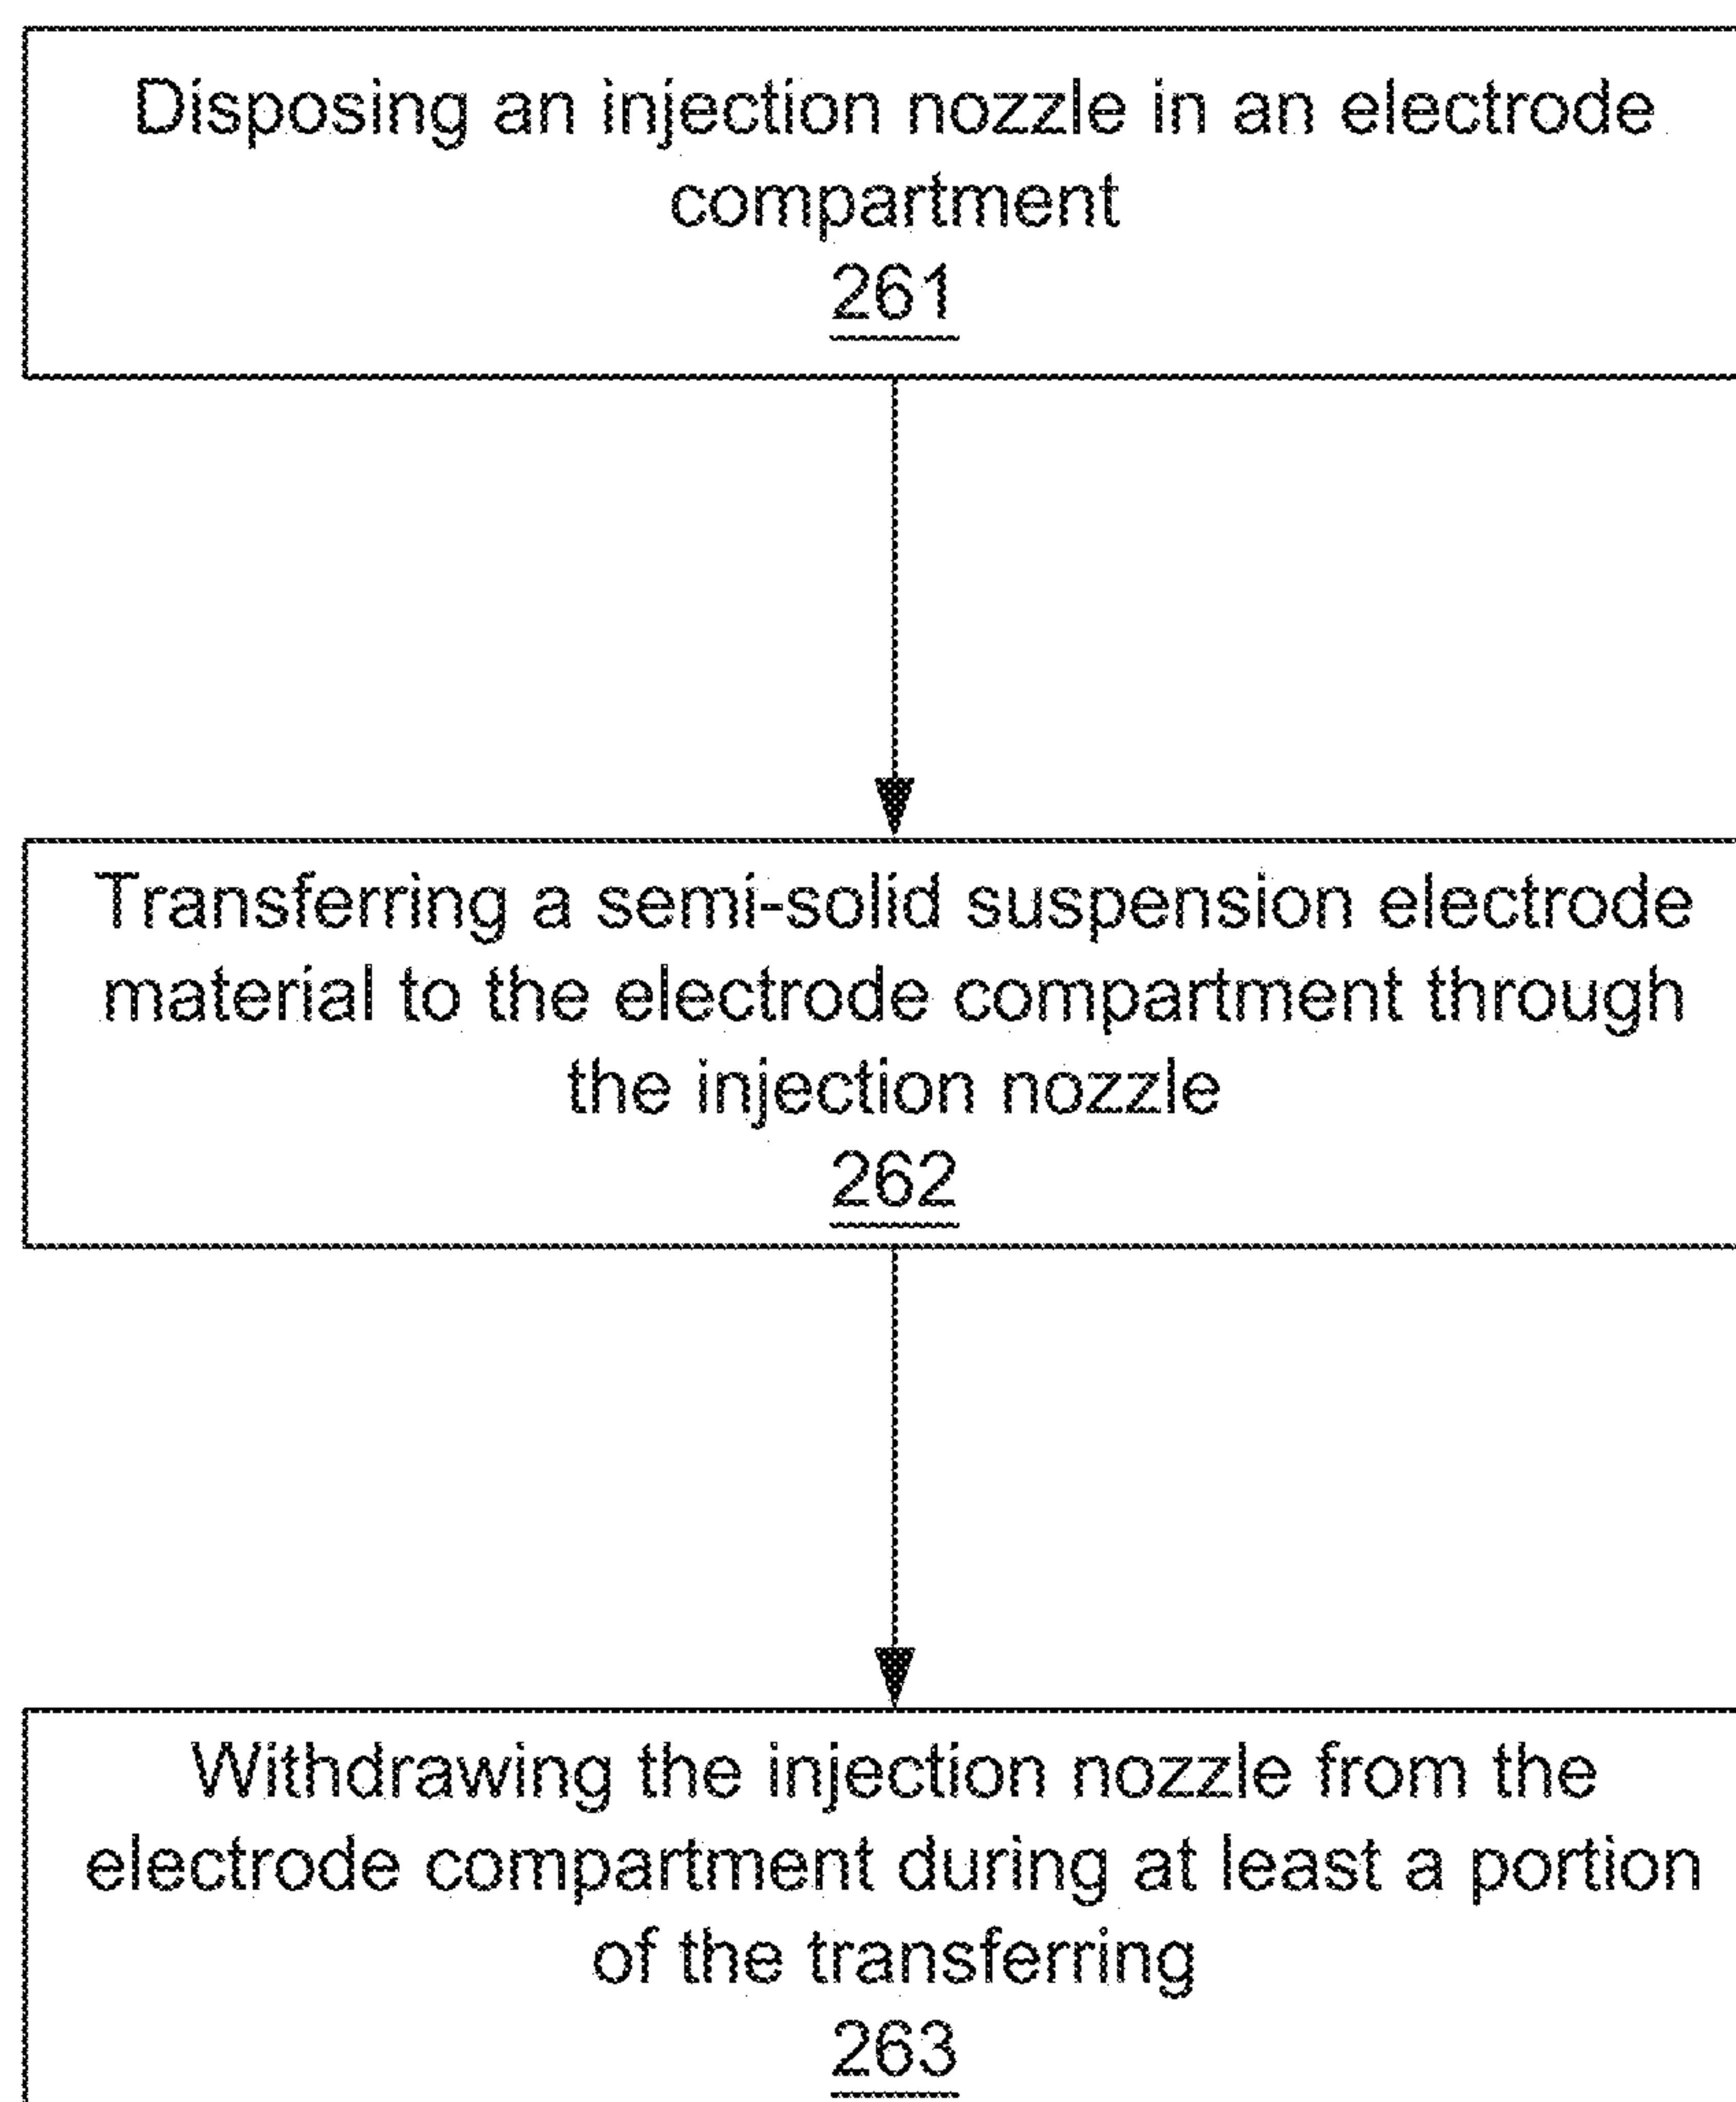 Disposing an injection nozzle in an electrode
compartment
261
Transferring a semi-solid suspension electrode
material to the electrode compartment through
the injection nozzle
262
Withdrawing the injection nozzle from the
electrode compartment during at least a portion
of the transferring
263